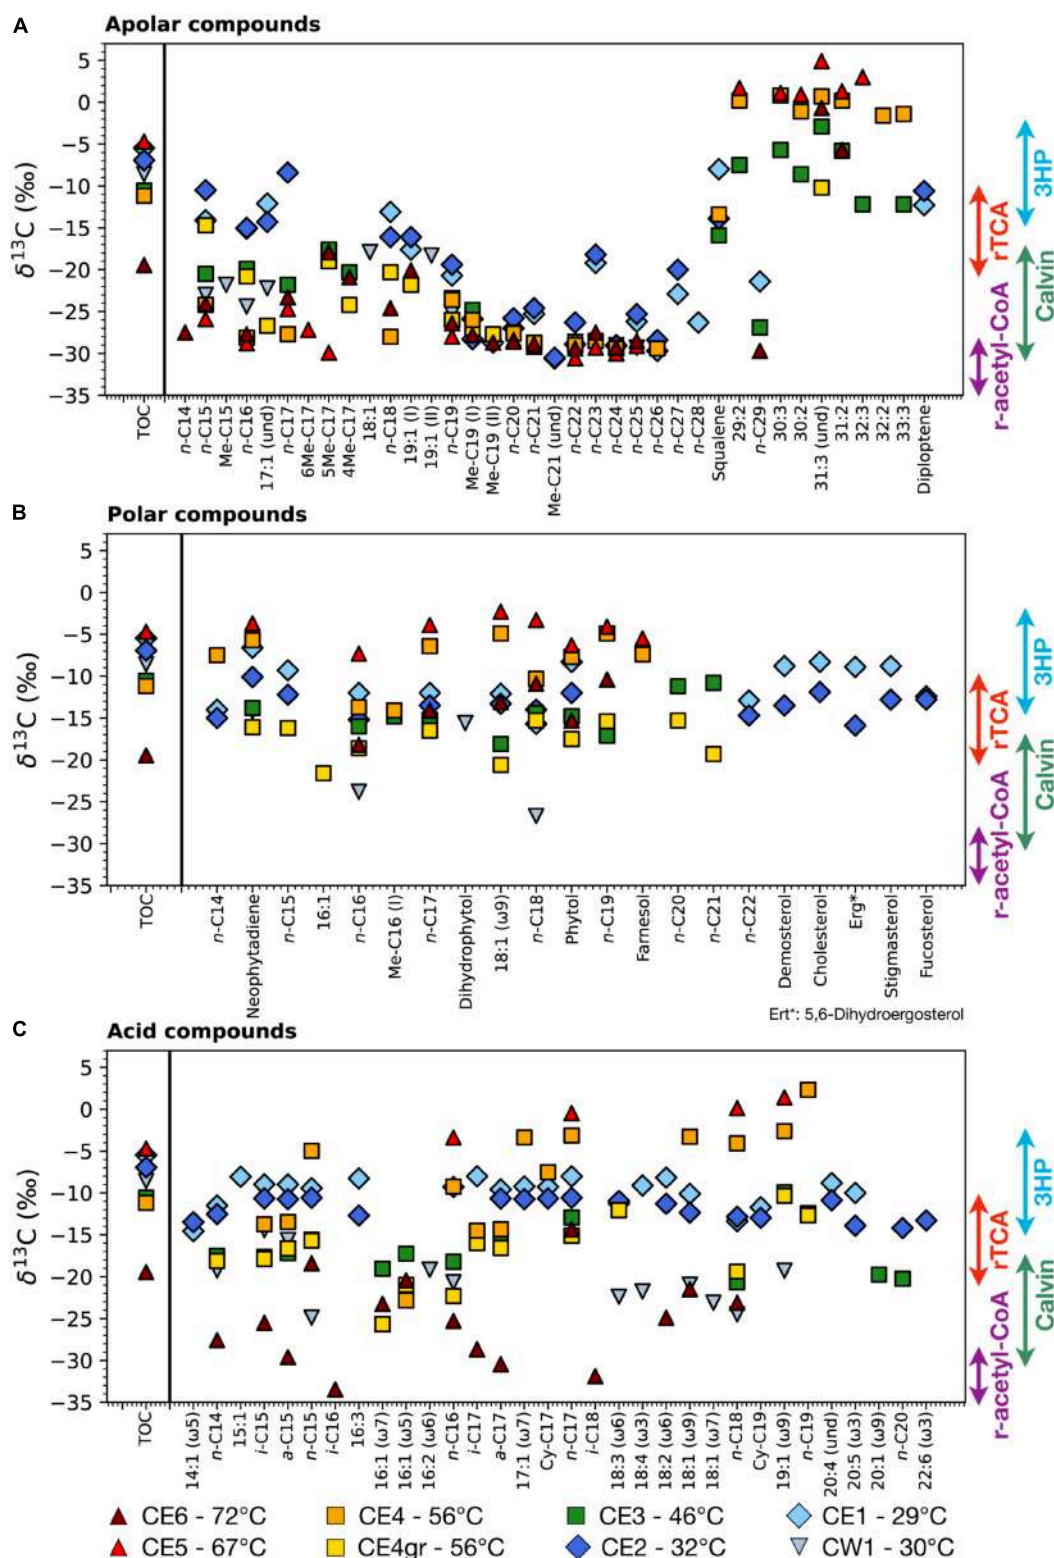 A Apolar compounds
5
0
−5
−10
−15
−20
−25
−30
−35
δ¹³C (‰)
3HP
rTCA
Calvin
r-acetyl-CoA
TOC
n-C14
n-C15
Me-C15
n-C16
17:1 (und)
n-C17
6Me-C17
5Me-C17
4Me-C17
18:1
n-C18
19:1 (I)
19:1 (II)
n-C19
Me-C19 (I)
Me-C19 (II)
n-C20
n-C21
Me-C21 (und)
n-C22
n-C23
n-C24
n-C25
n-C26
n-C27
n-C28
Squalene
29:2
n-C29
30:3
30:2
31:3 (und)
31:2
32:3
32:2
33:3
Diploptene
B Polar compounds
5
0
−5
−10
−15
−20
−25
−30
−35
δ¹³C (‰)
3HP
rTCA
Calvin
r-acetyl-CoA
TOC
n-C14
Neophytadiene
n-C15
16:1
n-C16
Me-C16 (I)
n-C17
Dihydrophytol
18:1 (ω9)
n-C18
Phytol
n-C19
Farnesol
n-C20
n-C21
n-C22
Demosterol
Cholesterol
Erg*
Stigmasterol
Fucosterol
Ert*: 5,6-Dihydroergosterol
C Acid compounds
5
0
−5
−10
−15
−20
−25
−30
−35
δ¹³C (‰)
3HP
rTCA
Calvin
r-acetyl-CoA
TOC
14:1 (ω5)
n-C14
15:1
i-C15
a-C15
n-C15
i-C16
16:3
16:1 (ω7)
16:1 (ω5)
16:2 (ω6)
n-C16
i-C17
a-C17
17:1 (ω7)
Cy-C17
n-C17
i-C18
18:3 (ω6)
18:4 (ω3)
18:2 (ω6)
18:1 (ω9)
18:1 (ω7)
n-C18
Cy-C19
19:1 (ω9)
n-C19
20:4 (und)
20:5 (ω3)
20:1 (ω9)
n-C20
22:6 (ω3)
CE6 - 72°C CE4 - 56°C CE3 - 46°C CE1 - 29°C
CE5 - 67°C CE4gr - 56°C CE2 - 32°C CW1 - 30°C